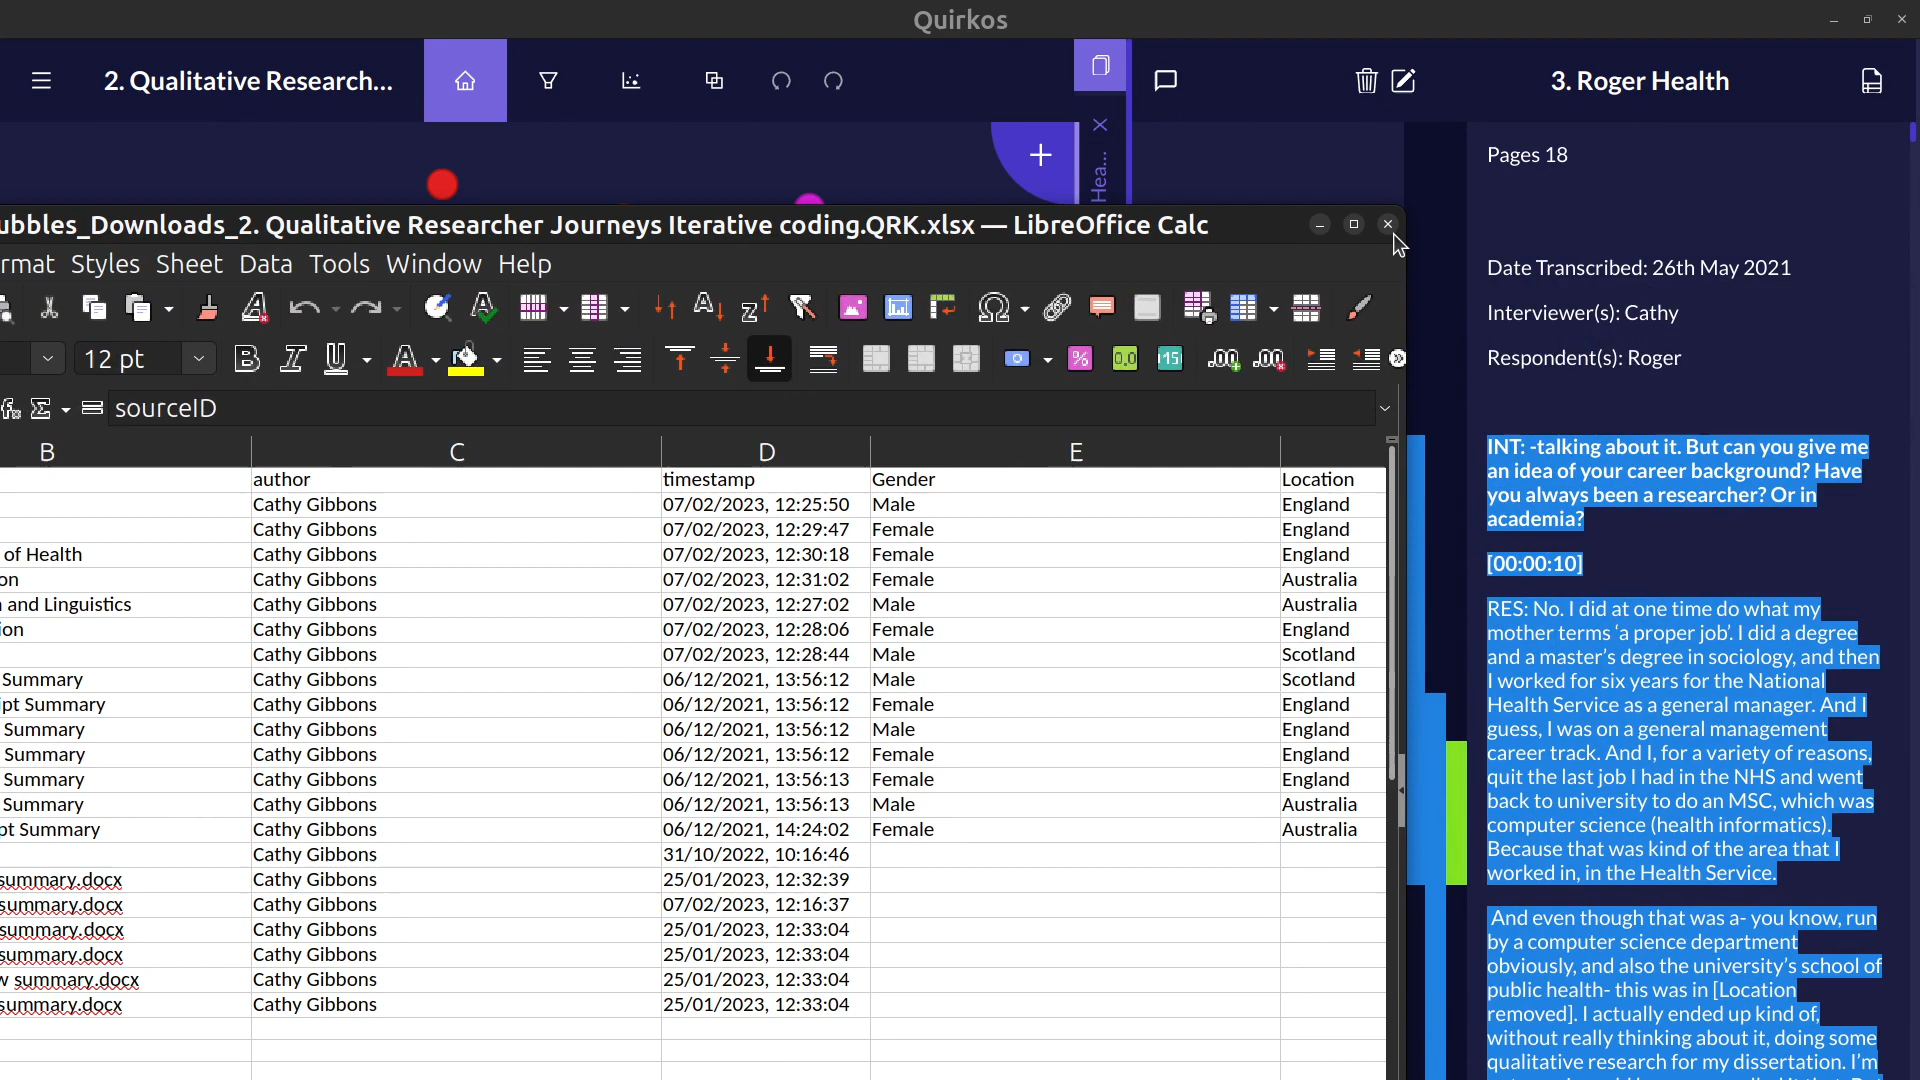 Quirkos
2. Qualitative Research...
3. Roger Health
Hea...
Pages 18
ubbles_Downloads_2. Qualitative Researcher Journeys Iterative coding.QRK.xlsx — LibreOffice Calc
rmat Styles Sheet Data Tools Window Help
12 pt
sourceID
B C D E
author timestamp Gender Location
Cathy Gibbons 07/02/2023, 12:25:50 Male England
Cathy Gibbons 07/02/2023, 12:29:47 Female England
of Health Cathy Gibbons 07/02/2023, 12:30:18 Female England
on Cathy Gibbons 07/02/2023, 12:31:02 Female Australia
and Linguistics Cathy Gibbons 07/02/2023, 12:27:02 Male Australia
ion Cathy Gibbons 07/02/2023, 12:28:06 Female England
Cathy Gibbons 07/02/2023, 12:28:44 Male Scotland
Summary Cathy Gibbons 06/12/2021, 13:56:12 Male Scotland
ipt Summary Cathy Gibbons 06/12/2021, 13:56:12 Female England
Summary Cathy Gibbons 06/12/2021, 13:56:12 Male England
Summary Cathy Gibbons 06/12/2021, 13:56:12 Female England
Summary Cathy Gibbons 06/12/2021, 13:56:13 Female England
Summary Cathy Gibbons 06/12/2021, 13:56:13 Male Australia
pt Summary Cathy Gibbons 06/12/2021, 14:24:02 Female Australia
Cathy Gibbons 31/10/2022, 10:16:46
summary.docx Cathy Gibbons 25/01/2023, 12:32:39
summary.docx Cathy Gibbons 07/02/2023, 12:16:37
summary.docx Cathy Gibbons 25/01/2023, 12:33:04
summary.docx Cathy Gibbons 25/01/2023, 12:33:04
w summary.docx Cathy Gibbons 25/01/2023, 12:33:04
summary.docx Cathy Gibbons 25/01/2023, 12:33:04
Date Transcribed: 26th May 2021
Interviewer(s): Cathy
Respondent(s): Roger
INT: -talking about it. But can you give me
an idea of your career background? Have
you always been a researcher? Or in
academia?
[00:00:10]
RES: No. I did at one time do what my
mother terms ‘a proper job’. I did a degree
and a master’s degree in sociology, and then
I worked for six years for the National
Health Service as a general manager. And I
guess, I was on a general management
career track. And I, for a variety of reasons,
quit the last job I had in the NHS and went
back to university to do an MSC, which was
computer science (health informatics).
Because that was kind of the area that I
worked in, in the Health Service.
And even though that was a- you know, run
by a computer science department
obviously, and also the university’s school of
public health- this was in [Location
removed]. I actually ended up kind of,
without really thinking about it, doing some
qualitative research for my dissertation. I’m